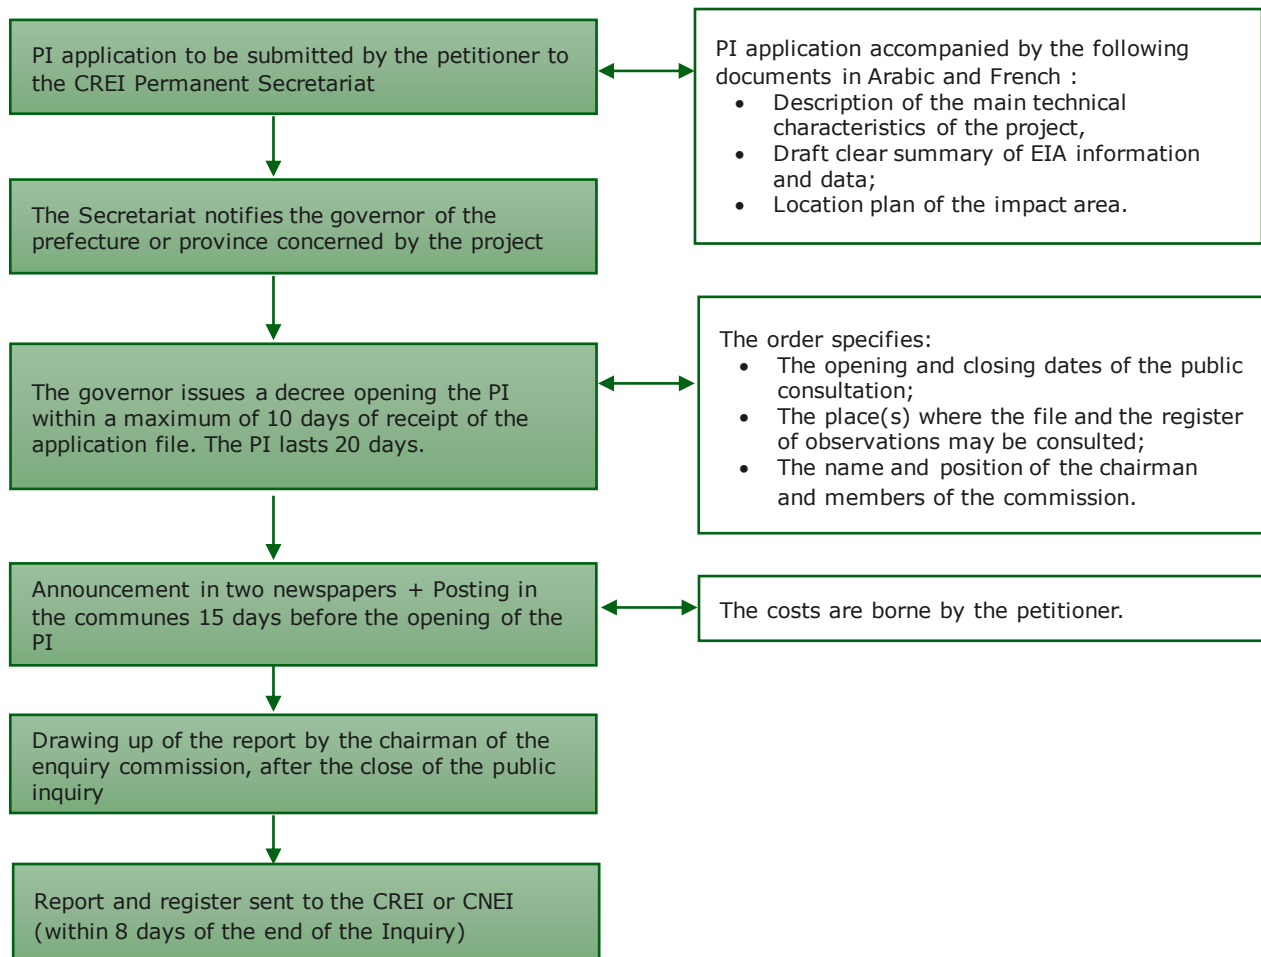 PI application to be submitted by the petitioner to
the CREI Permanent Secretariat
PI application accompanied by the following
documents in Arabic and French :
• Description of the main technical
characteristics of the project,
• Draft clear summary of EIA information
and data;
• Location plan of the impact area.
The Secretariat notifies the governor of the
prefecture or province concerned by the project
The governor issues a decree opening the PI
within a maximum of 10 days of receipt of the
application file. The PI lasts 20 days.
The order specifies:
• The opening and closing dates of the public
consultation;
• The place(s) where the file and the register
of observations may be consulted;
• The name and position of the chairman
and members of the commission.
Announcement in two newspapers + Posting in
the communes 15 days before the opening of the
PI
The costs are borne by the petitioner.
Drawing up of the report by the chairman of the
enquiry commission, after the close of the public
inquiry
Report and register sent to the CREI or CNEI
(within 8 days of the end of the Inquiry)